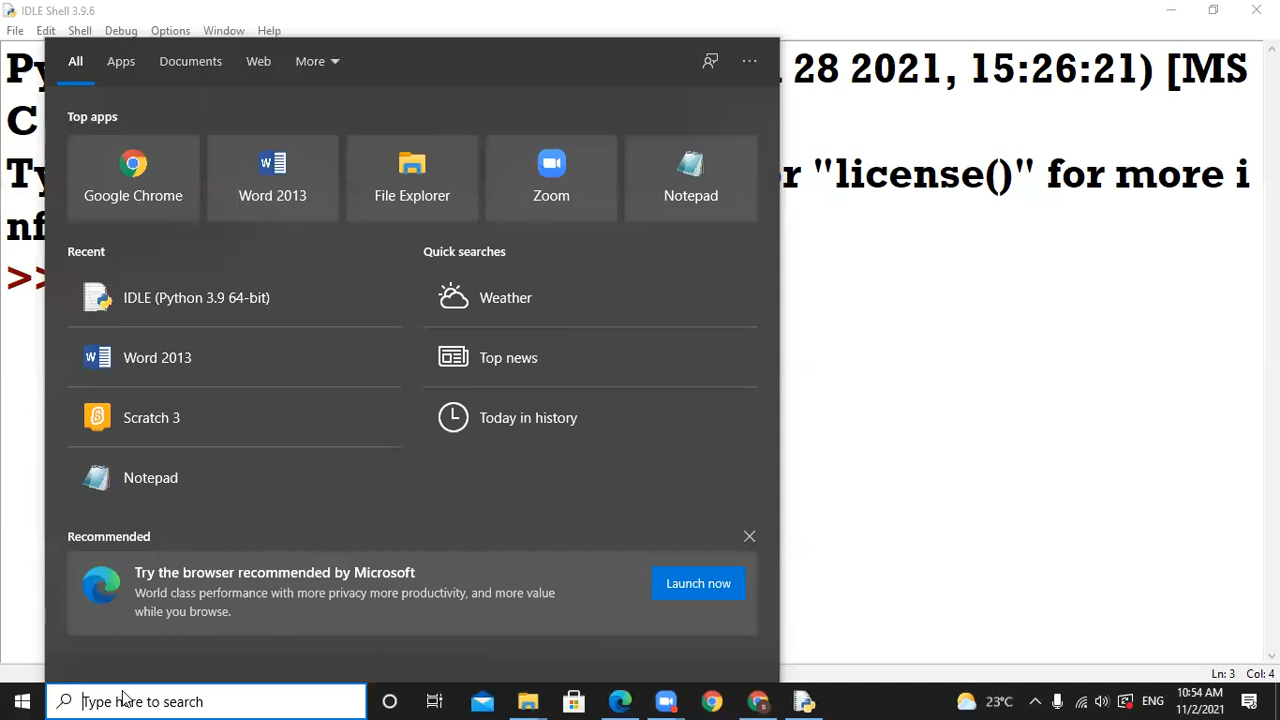 IDLE Shell 3.9.6
File Edit Shell Debug Options Window Help
28 2021, 15:26:21) [MS
C
"license()" for more i
nf
>>
All Apps Documents Web More
Top apps
Google Chrome Word 2013 File Explorer Zoom Notepad
Recent Quick searches
IDLE (Python 3.9 64-bit) Weather
Word 2013 Top news
Scratch 3 Today in history
Notepad
Recommended
Try the browser recommended by Microsoft
World class performance with more privacy more productivity, and more value
while you browse.
Launch now
Ln: 3 Col: 4
Type here to search
23°C ENG
10:54 AM
11/2/2021